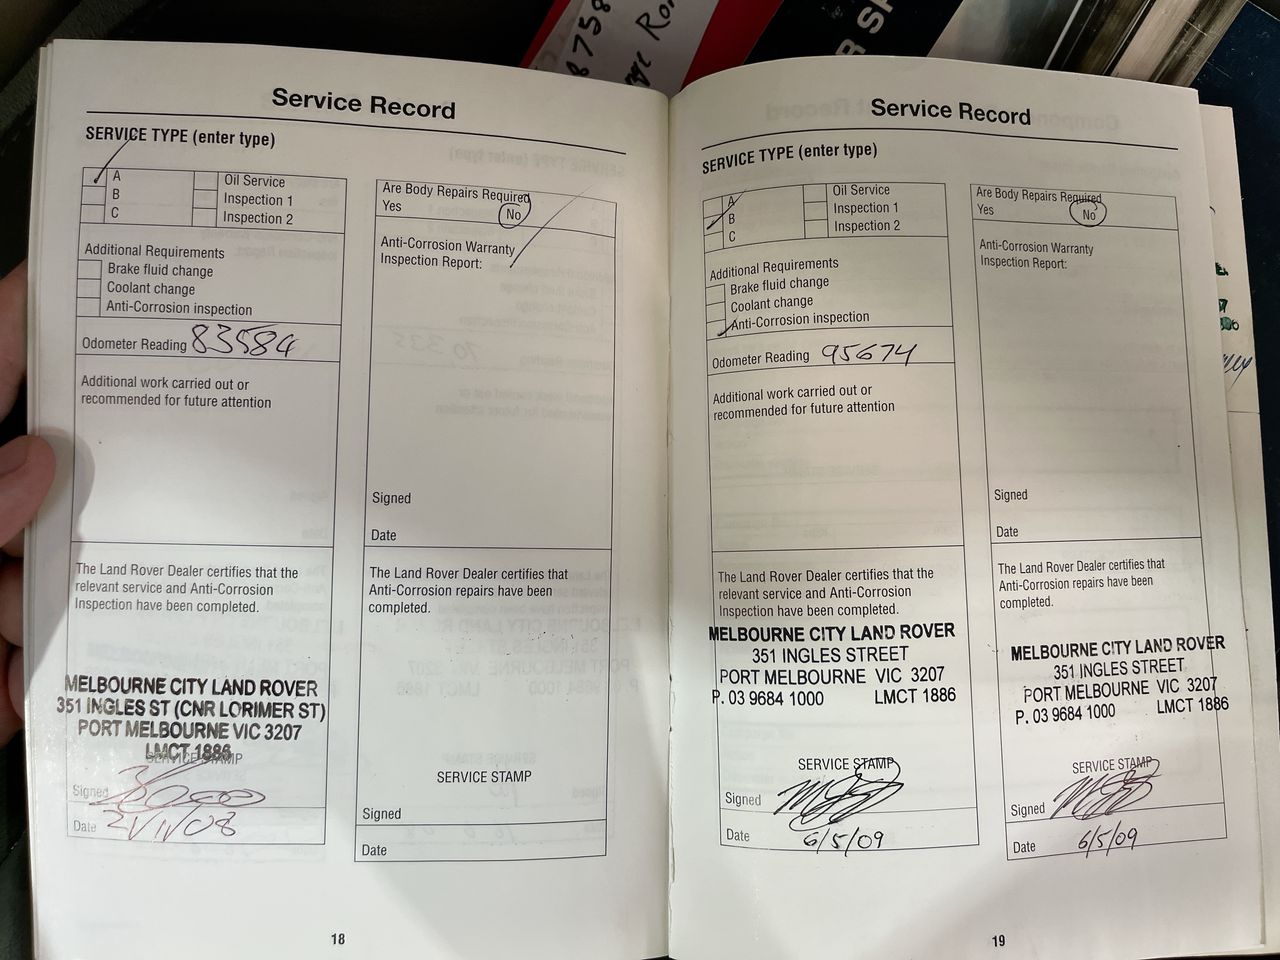 8758
Service Record
SERVICE TYPE (enter type)
A
B
C
Oil Service
Inspection 1
Inspection 2
Additional Requirements
Brake fluid change
Coolant change
Anti-Corrosion inspection
Odometer Reading 83584
Additional work carried out or
recommended for future attention
The Land Rover Dealer certifies that the
relevant service and Anti-Corrosion
Inspection have been completed.
MELBOURNE CITY LAND ROVER
351 INGLES ST (CNR LORIMER ST)
PORT MELBOURNE VIC 3207
LMCT 1886
SERVICE STAMP
Signed
Date
Are Body Repairs Required
Yes No
Anti-Corrosion Warranty
Inspection Report:
Signed
Date
The Land Rover Dealer certifies that
Anti-Corrosion repairs have been
completed.
SERVICE STAMP
Signed
Date
18
Service Record
SERVICE TYPE (enter type)
A
B
C
Oil Service
Inspection 1
Inspection 2
Additional Requirements
Brake fluid change
Coolant change
Anti-Corrosion inspection
Odometer Reading 95674
Additional work carried out or
recommended for future attention
The Land Rover Dealer certifies that the
relevant service and Anti-Corrosion
Inspection have been completed.
MELBOURNE CITY LAND ROVER
351 INGLES STREET
PORT MELBOURNE VIC 3207
P. 03 9684 1000 LMCT 1886
SERVICE STAMP
Signed
Date 6/5/09
Are Body Repairs Required
Yes No
Anti-Corrosion Warranty
Inspection Report:
Signed
Date
The Land Rover Dealer certifies that
Anti-Corrosion repairs have been
completed.
MELBOURNE CITY LAND ROVER
351 INGLES STREET
PORT MELBOURNE VIC 3207
P. 03 9684 1000 LMCT 1886
SERVICE STAMP
Signed
Date 6/5/09
19